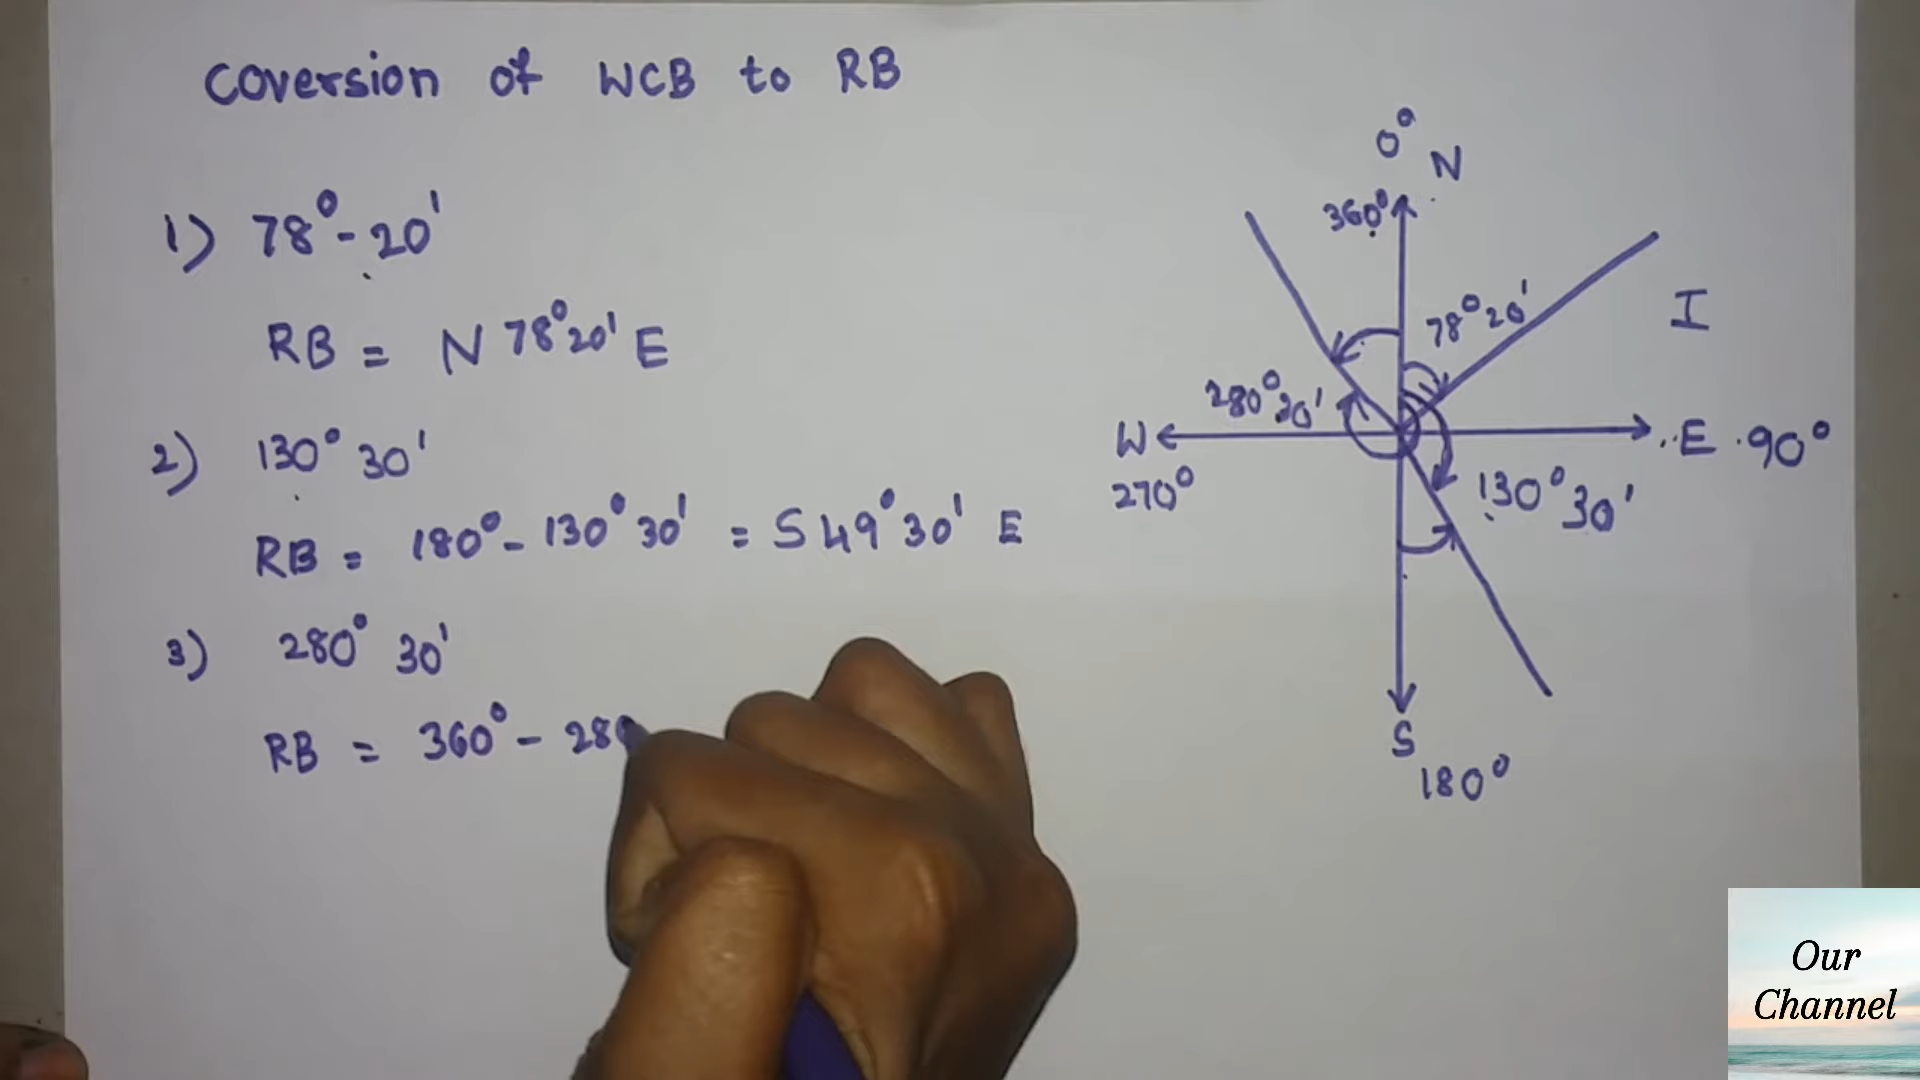 Coversion of WCB to RB
1) 78°-20'
RB = N 78°20' E
2) 130° 30'
RB = 180° - 130° 30' = S 49° 30' E
3) 280° 30'
RB = 360° - 280
0°
N
360°
78°20'
I
280°20'
W
270°
E 90°
130° 30'
S
180°
Our
Channel